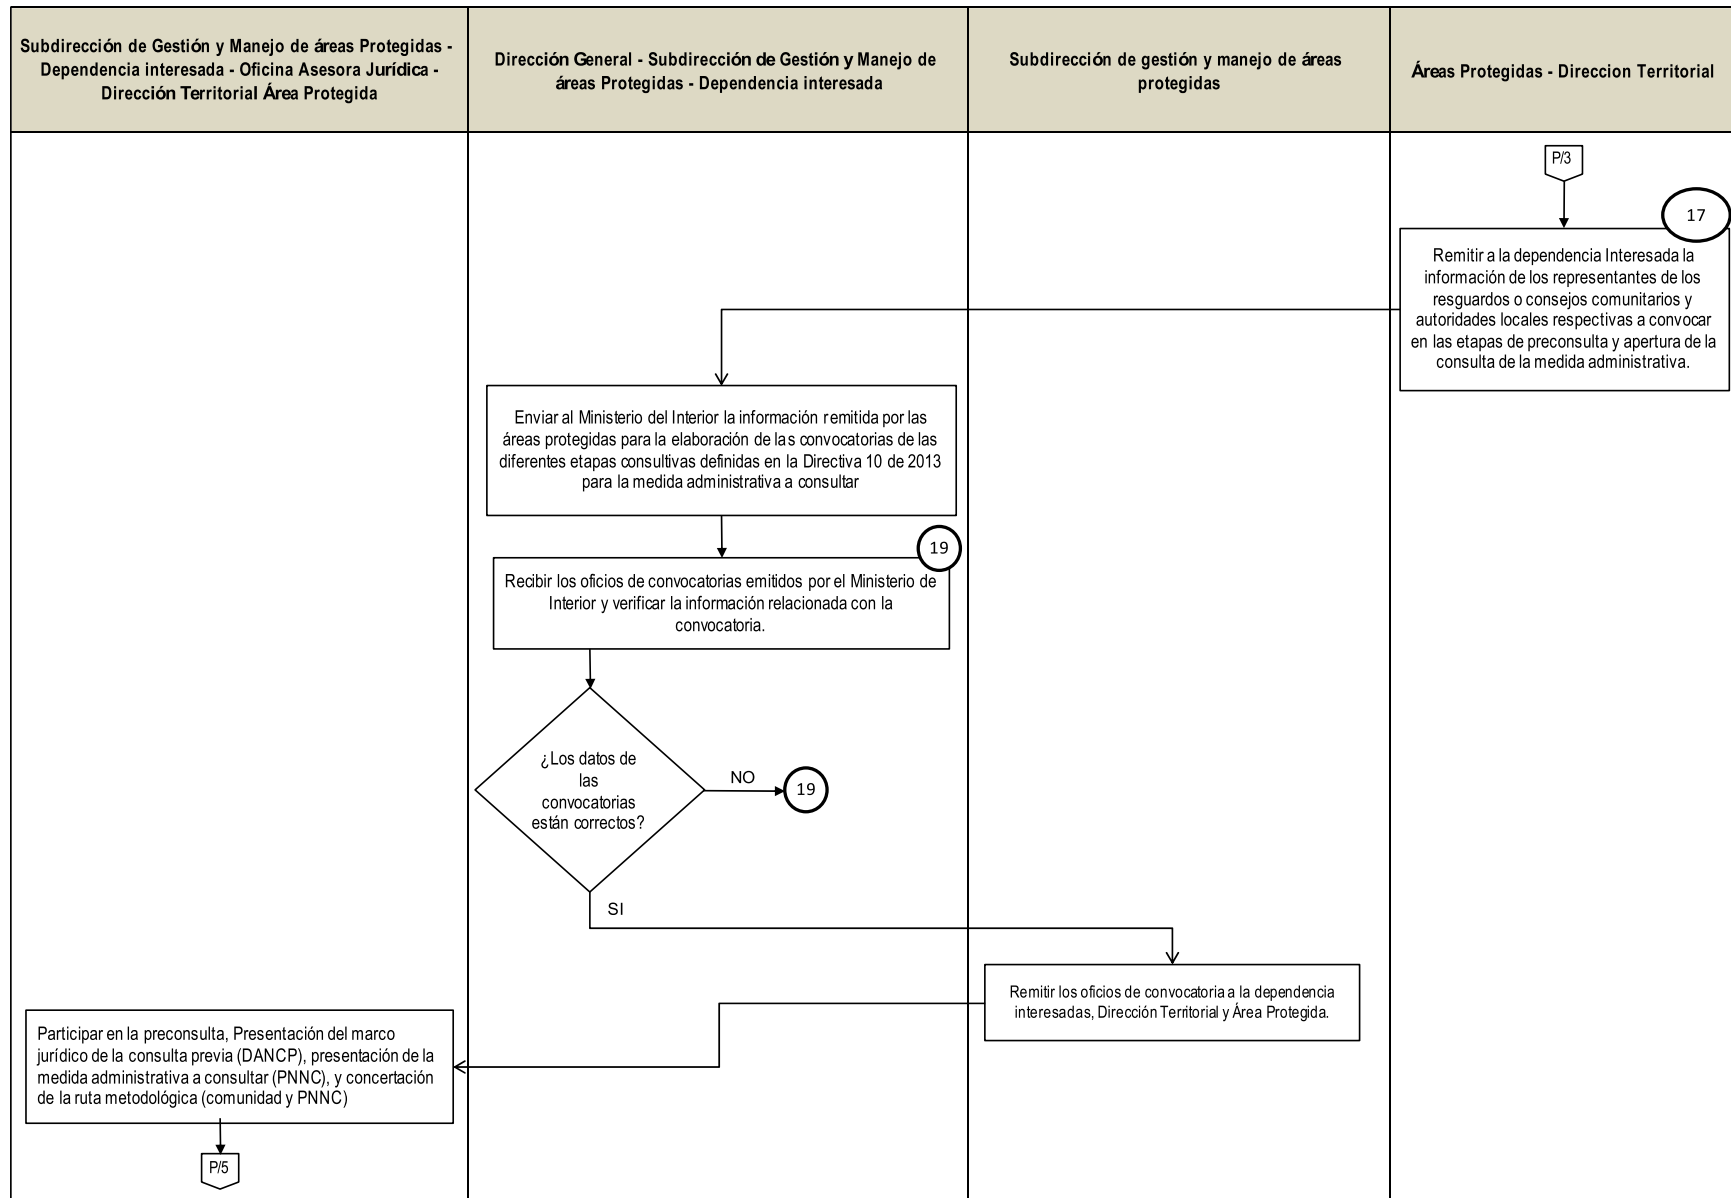 Subdirección de Gestión y Manejo de áreas Protegidas -
Dependencia interesada - Oficina Asesora Jurídica -
Dirección Territorial Área Protegida
Dirección General - Subdirección de Gestión y Manejo de
áreas Protegidas - Dependencia interesada
Subdirección de gestión y manejo de áreas
protegidas
Áreas Protegidas - Direccion Territorial
P/3
17
Remitir a la dependencia Interesada la
información de los representantes de los
resguardos o consejos comunitarios y
autoridades locales respectivas a convocar
en las etapas de preconsulta y apertura de la
consulta de la medida administrativa.
Enviar al Ministerio del Interior la información remitida por las
áreas protegidas para la elaboración de las convocatorias de las
diferentes etapas consultivas definidas en la Directiva 10 de 2013
para la medida administrativa a consultar
19
Recibir los oficios de convocatorias emitidos por el Ministerio de
Interior y verificar la información relacionada con la
convocatoria.
¿Los datos de
las
convocatorias
están correctos?
NO
19
SI
Remitir los oficios de convocatoria a la dependencia
interesadas, Dirección Territorial y Área Protegida.
Participar en la preconsulta, Presentación del marco
jurídico de la consulta previa (DANCP), presentación de la
medida administrativa a consultar (PNNC), y concertación
de la ruta metodológica (comunidad y PNNC)
P/5